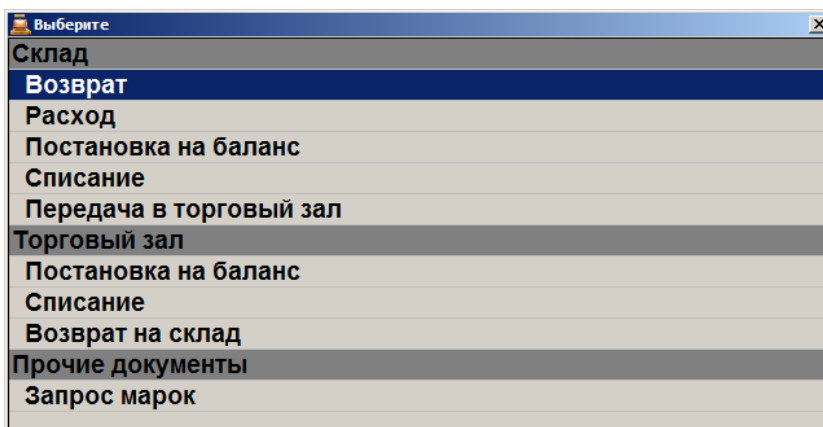 Выберите
Склад
Возврат
Расход
Постановка на баланс
Списание
Передача в торговый зал
Торговый зал
Постановка на баланс
Списание
Возврат на склад
Прочие документы
Запрос марок